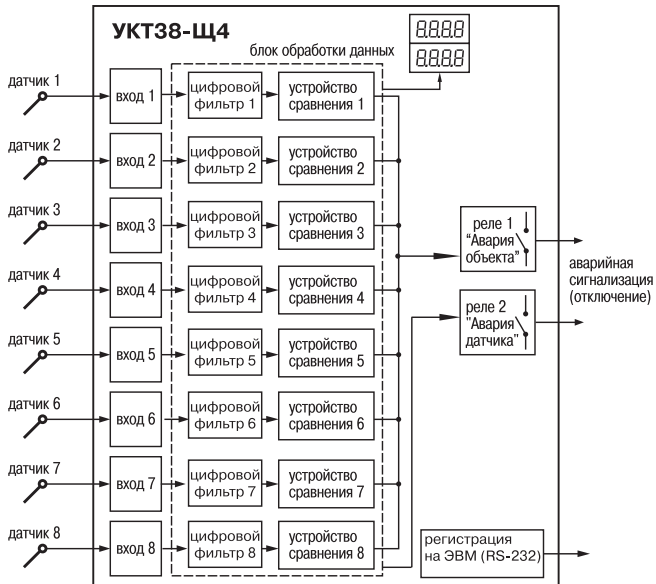 УКТ38-Щ4
блок обработки данных
8.8.8.8
8.8.8.8
датчик 1
вход 1
цифровой
фильтр 1
устройство
сравнения 1
датчик 2
вход 2
цифровой
фильтр 2
устройство
сравнения 2
датчик 3
вход 3
цифровой
фильтр 3
устройство
сравнения 3
реле 1
“Авария
объекта”
аварийная
сигнализация
(отключение)
датчик 4
вход 4
цифровой
фильтр 4
устройство
сравнения 4
реле 2
"Авария
датчика"
датчик 5
вход 5
цифровой
фильтр 5
устройство
сравнения 5
датчик 6
вход 6
цифровой
фильтр 6
устройство
сравнения 6
датчик 7
вход 7
цифровой
фильтр 7
устройство
сравнения 7
датчик 8
вход 8
цифровой
фильтр 8
устройство
сравнения 8
регистрация
на ЭВМ (RS-232)